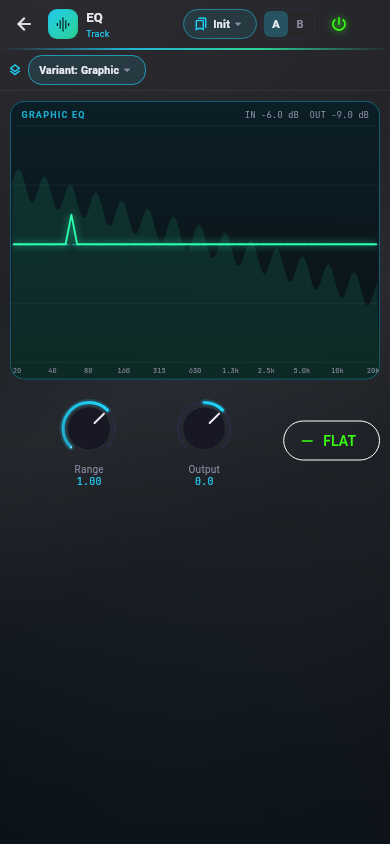 EQ
Track
Init
A B
Variant: Graphic
GRAPHIC EQ IN -6.0 dB OUT -9.0 dB
20 40 80 160 315 630 1.3k 2.5k 5.0k 10k 20k
Range
1.00
Output
0.0
FLAT